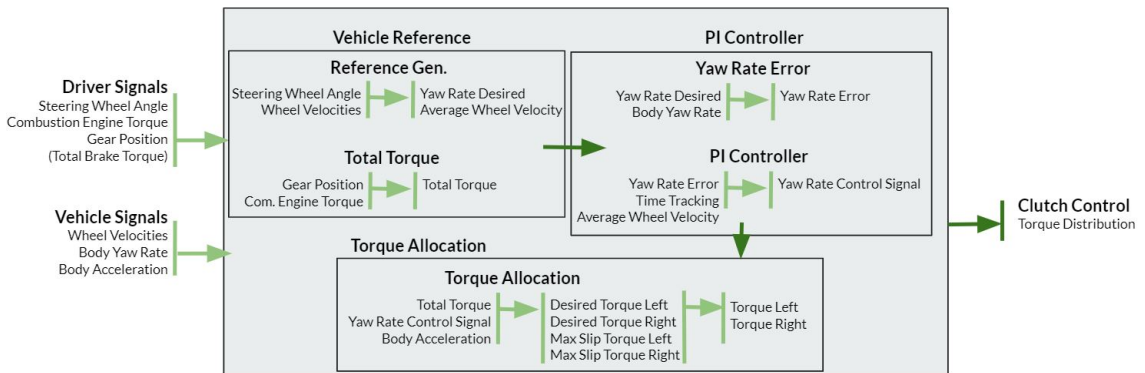 Driver Signals
Steering Wheel Angle
Combustion Engine Torque
Gear Position
(Total Brake Torque)
Vehicle Signals
Wheel Velocities
Body Yaw Rate
Body Acceleration
Vehicle Reference
Reference Gen.
Steering Wheel Angle
Wheel Velocities
Yaw Rate Desired
Average Wheel Velocity
Total Torque
Gear Position
Com. Engine Torque
Total Torque
PI Controller
Yaw Rate Error
Yaw Rate Desired
Body Yaw Rate
Yaw Rate Error
PI Controller
Yaw Rate Error
Time Tracking
Average Wheel Velocity
Yaw Rate Control Signal
Torque Allocation
Torque Allocation
Total Torque
Yaw Rate Control Signal
Body Acceleration
Desired Torque Left
Desired Torque Right
Max Slip Torque Left
Max Slip Torque Right
Torque Left
Torque Right
Clutch Control
Torque Distribution